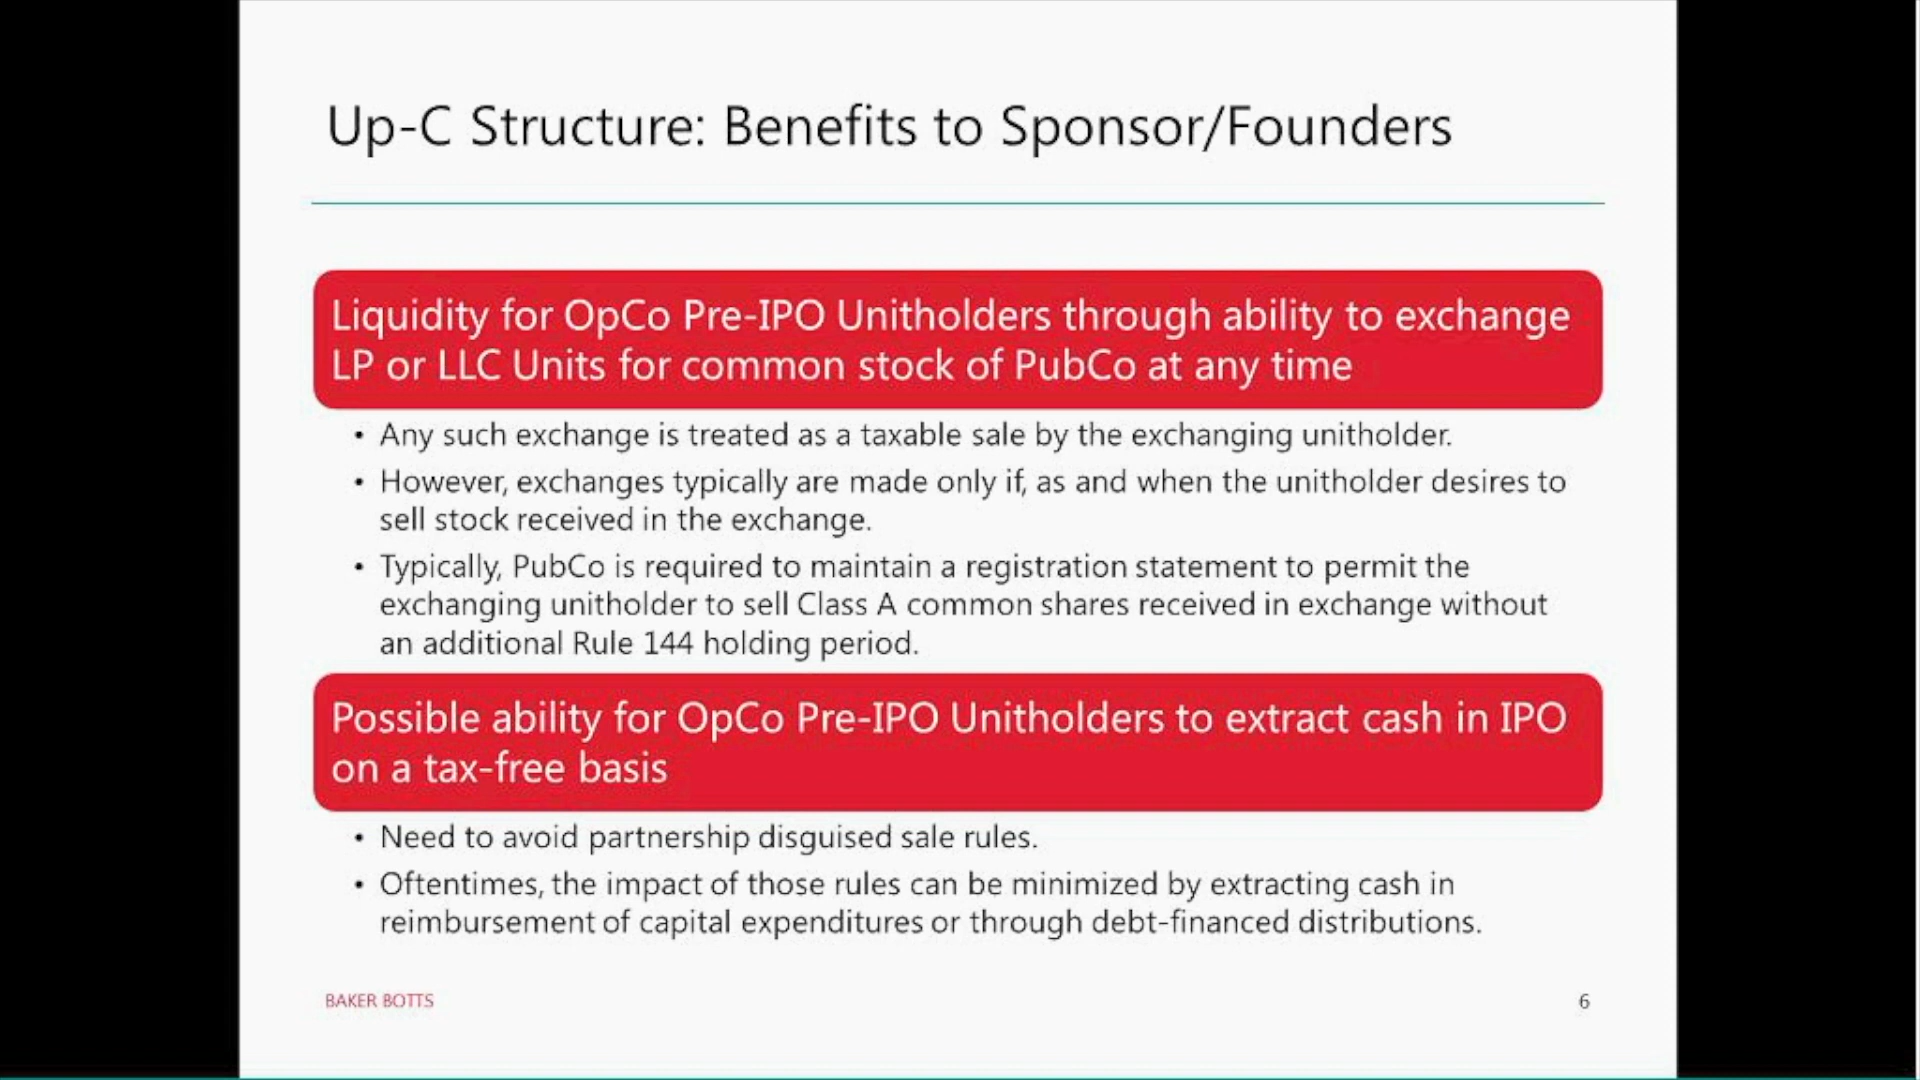 Up-C Structure: Benefits to Sponsor/Founders
Liquidity for OpCo Pre-IPO Unitholders through ability to exchange
LP or LLC Units for common stock of PubCo at any time
• Any such exchange is treated as a taxable sale by the exchanging unitholder.
• However, exchanges typically are made only if, as and when the unitholder desires to
sell stock received in the exchange.
• Typically, PubCo is required to maintain a registration statement to permit the
exchanging unitholder to sell Class A common shares received in exchange without
an additional Rule 144 holding period.
Possible ability for OpCo Pre-IPO Unitholders to extract cash in IPO
on a tax-free basis
• Need to avoid partnership disguised sale rules.
• Oftentimes, the impact of those rules can be minimized by extracting cash in
reimbursement of capital expenditures or through debt-financed distributions.
BAKER BOTTS
6